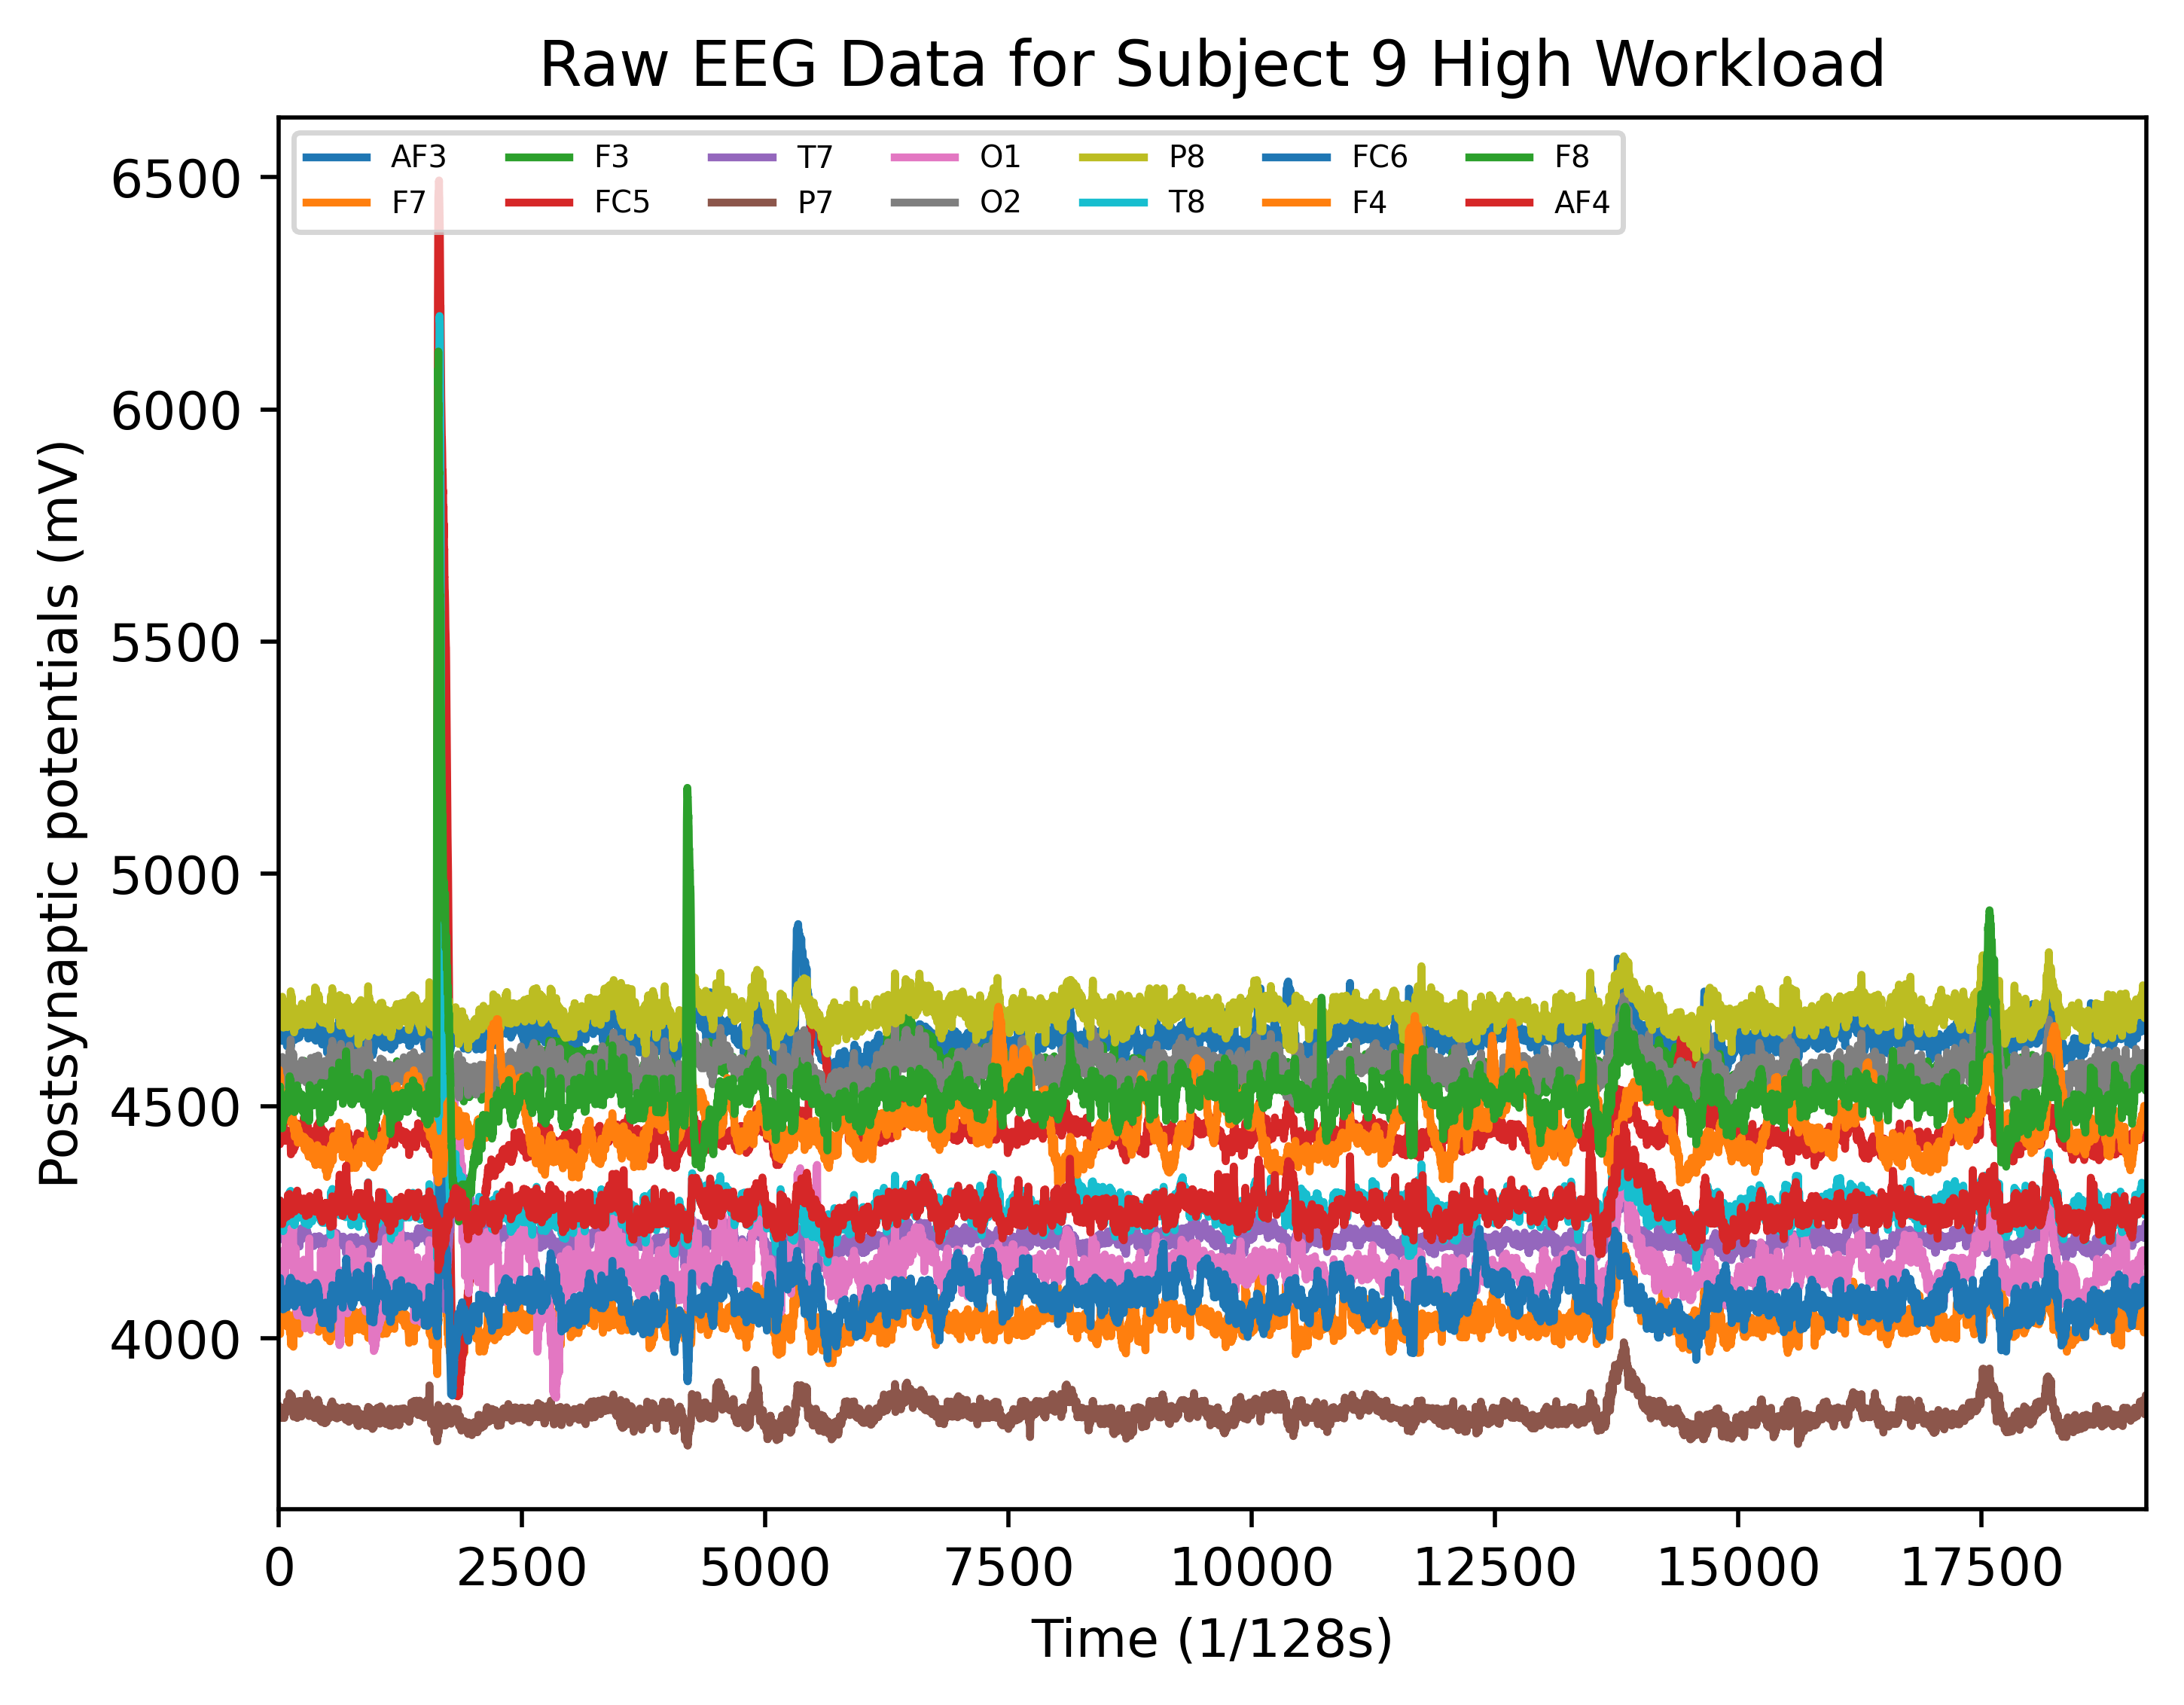 Raw EEG Data for Subject 9 High Workload
AF3 F3 T7 O1 P8 FC6 F8
F7 FC5 P7 O2 T8 F4 AF4
6500
6000
5500
5000
4500
4000
Postsynaptic potentials (mV)
0 2500 5000 7500 10000 12500 15000 17500
Time (1/128s)